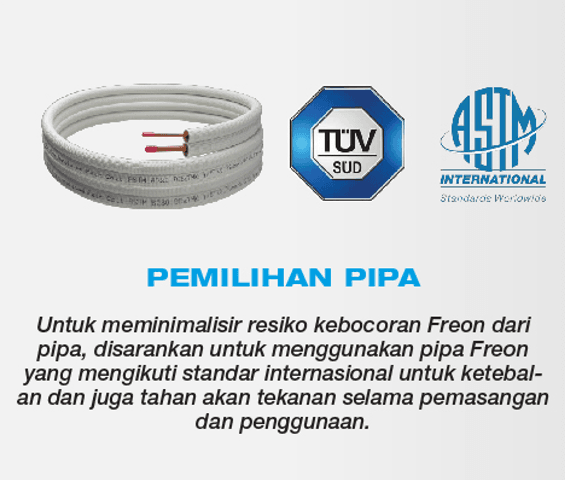 TÜV
SÜD
ASTM
INTERNATIONAL
Standards Worldwide
PEMILIHAN PIPA
Untuk meminimalisir resiko kebocoran Freon dari
pipa, disarankan untuk menggunakan pipa Freon
yang mengikuti standar internasional untuk ketebal-
an dan juga tahan akan tekanan selama pemasangan
dan penggunaan.